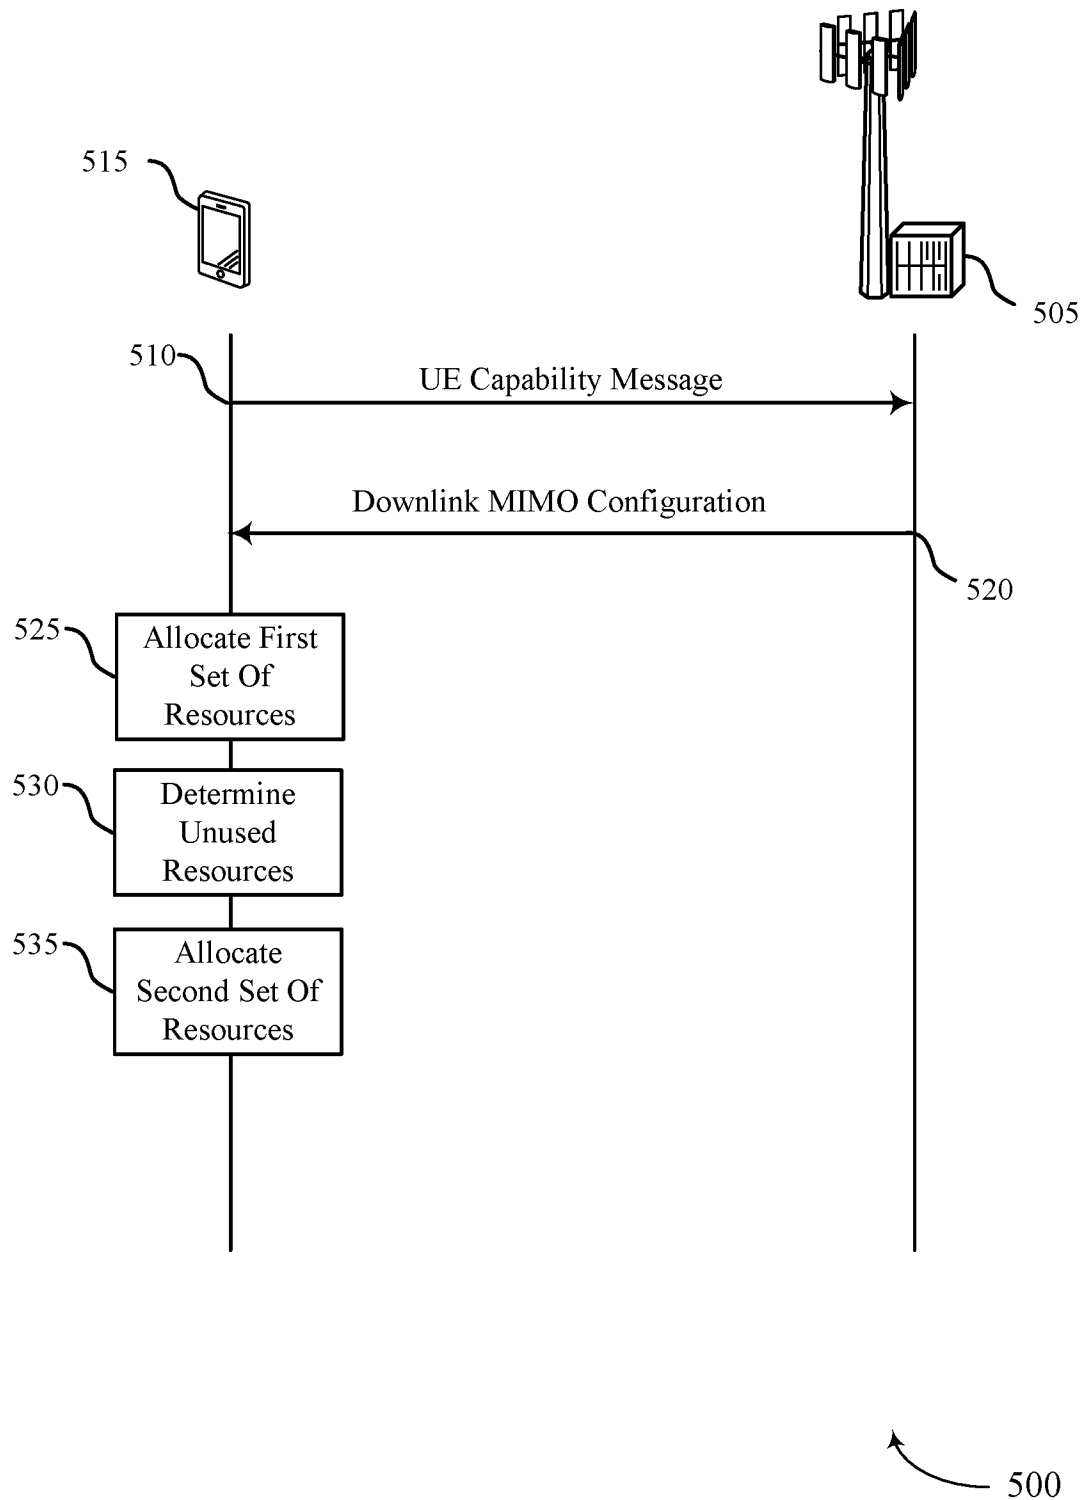 515
505
510
UE Capability Message
Downlink MIMO Configuration
520
525
Allocate First
Set Of
Resources
530
Determine
Unused
Resources
535
Allocate
Second Set Of
Resources
500